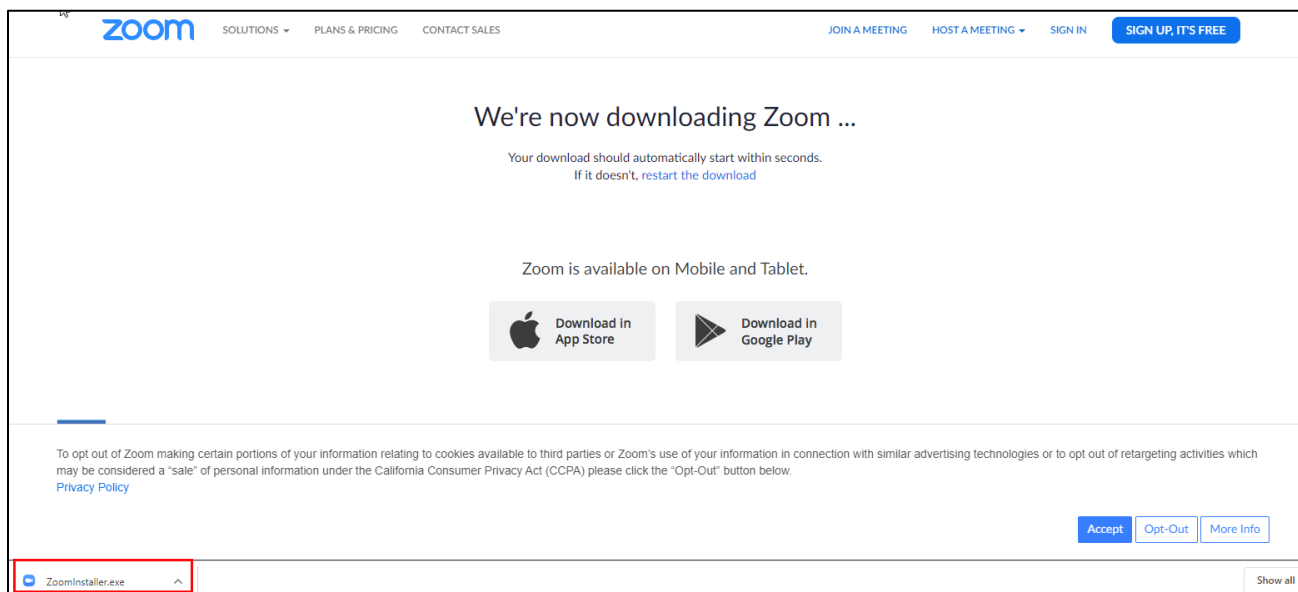 zoom SOLUTIONS PLANS & PRICING CONTACT SALES JOIN A MEETING HOST A MEETING SIGN IN SIGN UP, IT'S FREE
We're now downloading Zoom ...
Your download should automatically start within seconds.
If it doesn't, restart the download
Zoom is available on Mobile and Tablet.
Download in
App Store
Download in
Google Play
To opt out of Zoom making certain portions of your information relating to cookies available to third parties or Zoom's use of your information in connection with similar advertising technologies or to opt out of retargeting activities which
may be considered a "sale" of personal information under the California Consumer Privacy Act (CCPA) please click the "Opt-Out" button below.
Privacy Policy
Accept Opt-Out More Info
ZoomInstaller.exe Show all